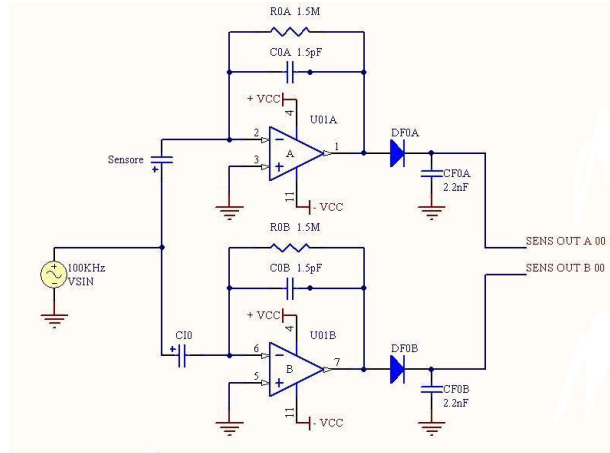 R0A 1.5M
C0A 1.5pF
+ VCC
4
U01A
2
1
DF0A
A
Sensore
3
CF0A
2.2nF
11
- VCC
R0B 1.5M
SENS OUT A 00
C0B 1.5pF
SENS OUT B 00
100KHz
VSIN
+ VCC
4
U01B
CI0
6
7
DF0B
B
5
CF0B
2.2nF
11
- VCC